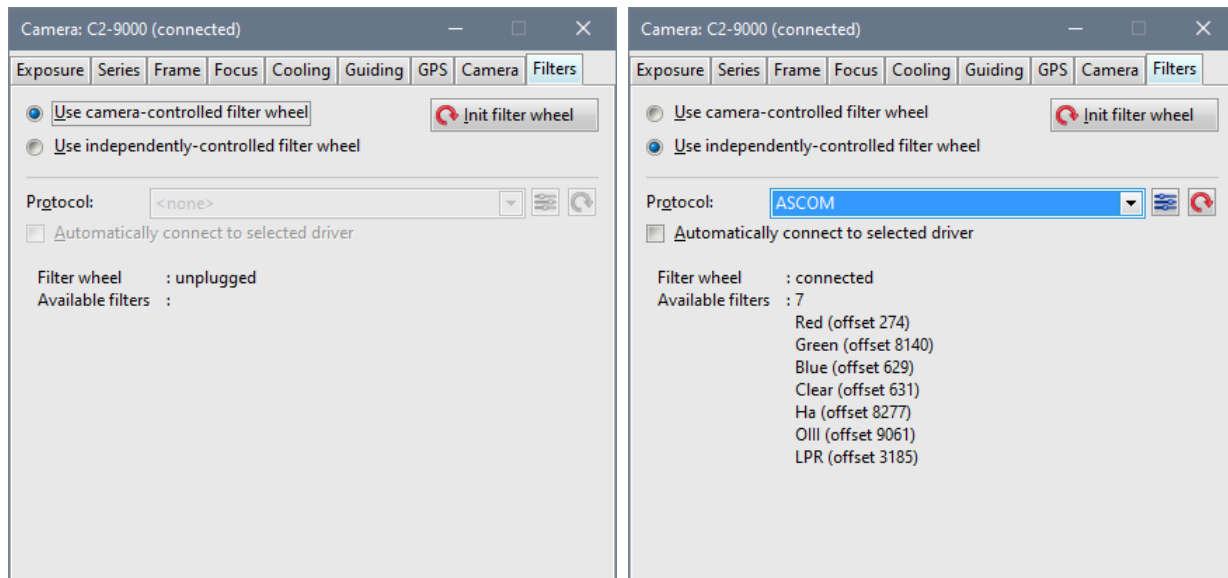 Camera: C2-9000 (connected)
Exposure Series Frame Focus Cooling Guiding GPS Camera Filters
Use camera-controlled filter wheel Init filter wheel
Use independently-controlled filter wheel
Protocol: <none>
Automatically connect to selected driver
Filter wheel : unplugged
Available filters :
Camera: C2-9000 (connected)
Exposure Series Frame Focus Cooling Guiding GPS Camera Filters
Use camera-controlled filter wheel Init filter wheel
Use independently-controlled filter wheel
Protocol: ASCOM
Automatically connect to selected driver
Filter wheel : connected
Available filters : 7
Red (offset 274)
Green (offset 8140)
Blue (offset 629)
Clear (offset 631)
Ha (offset 8277)
OIII (offset 9061)
LPR (offset 3185)